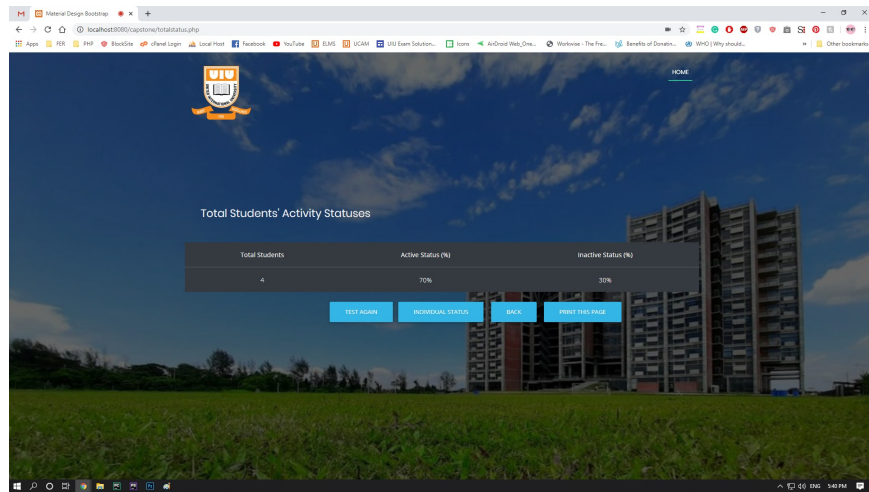 Material Design Bootstrap
localhost:8080/capstone/totalstatus.php
Apps FER PHP BlockSite cPanel Login Local Host Facebook YouTube ELMS UCAM UIU Exam Solution... Icons AirDroid Web_One... Workwise - The Fre... Benefits of Donatin... WHO | Why should... » Other bookmarks
UIU
HOME
Total Students' Activity Statuses
Total Students Active Status (%) Inactive Status (%)
4 70% 30%
TEST AGAIN INDIVIDUAL STATUS BACK PRINT THIS PAGE
ENG 5:40 PM